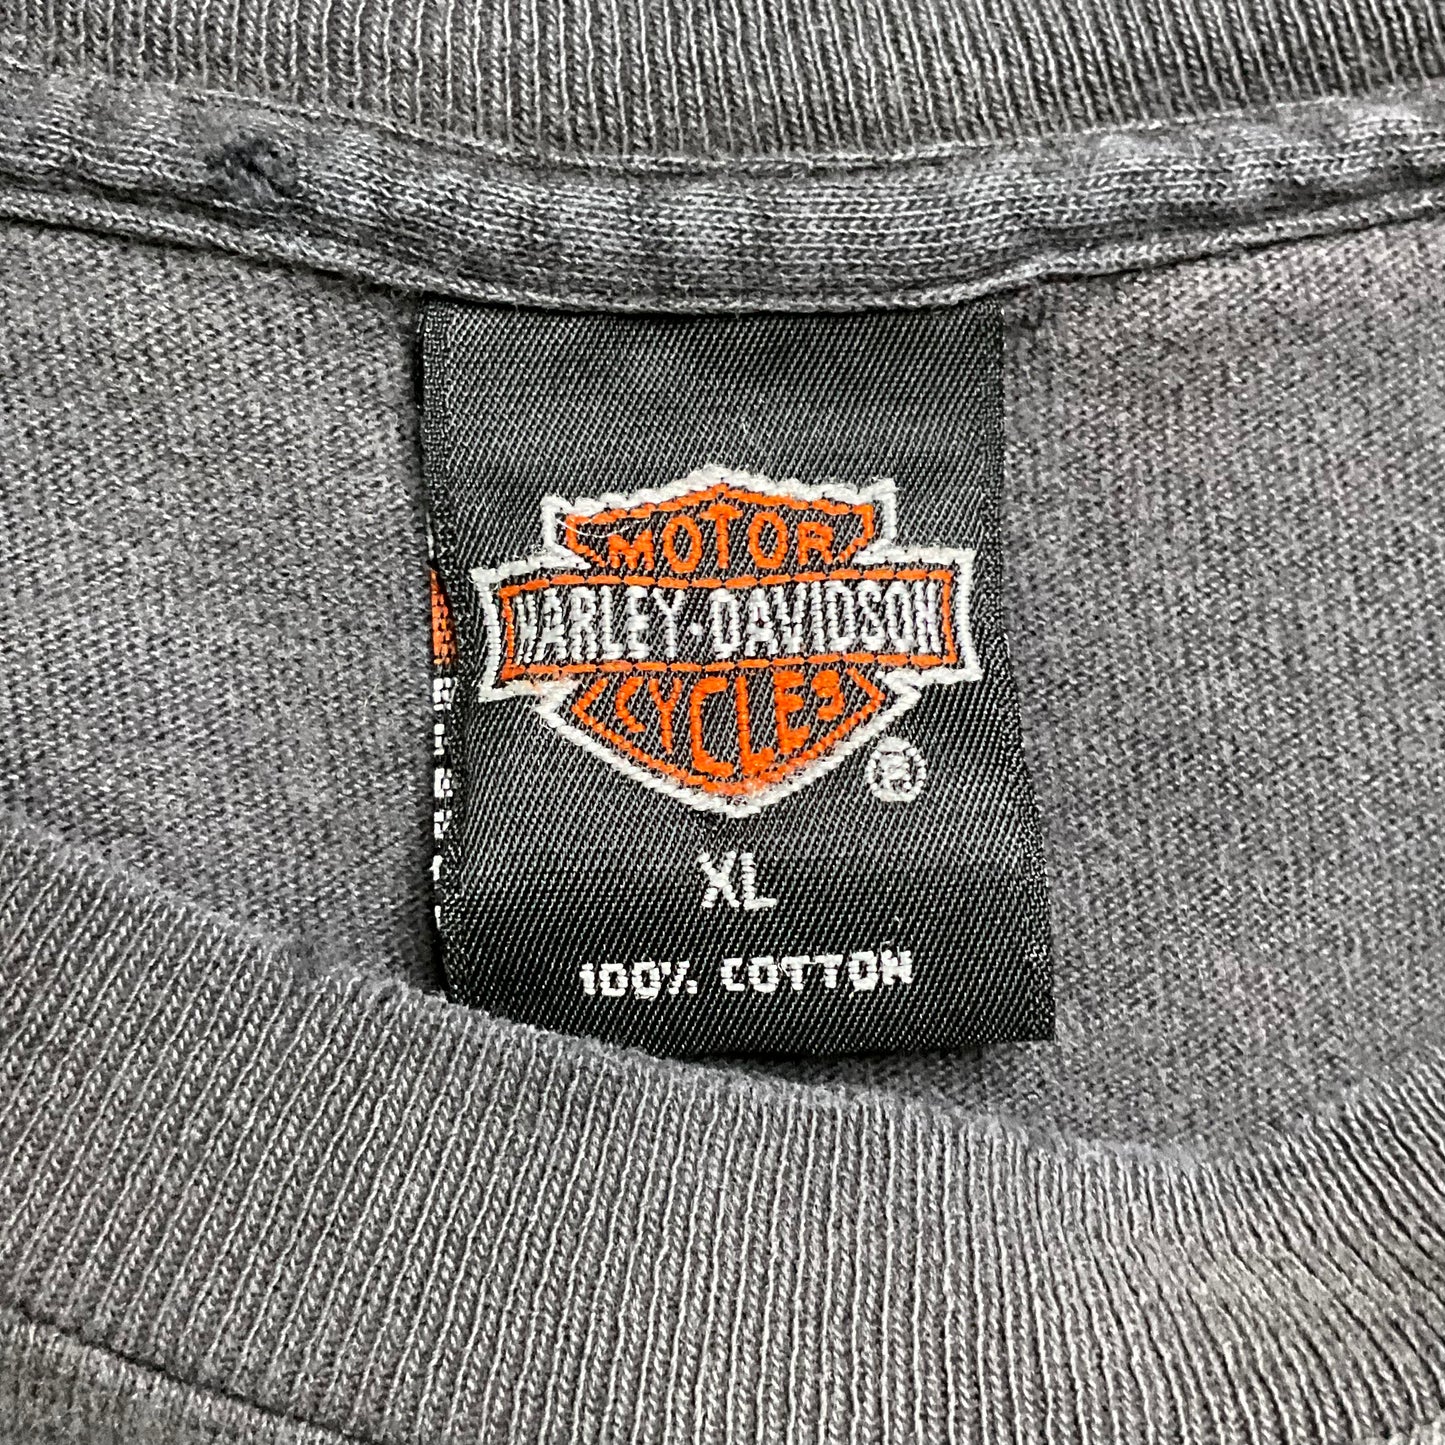 MOTOR
HARLEY-DAVIDSON
CYCLES
®
XL
100% COTTON